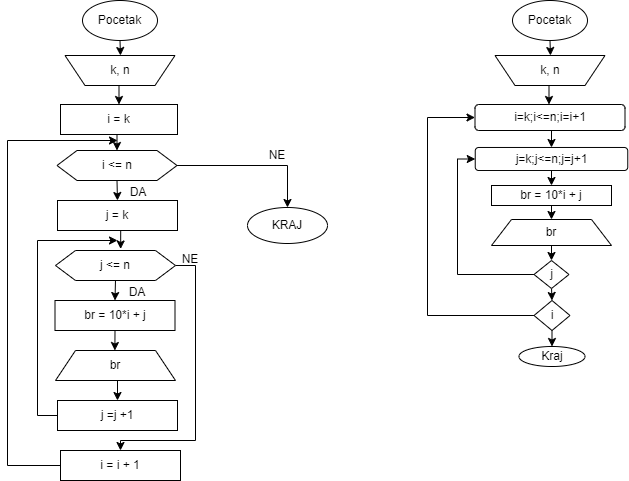 Pocetak
k, n
i = k
i <= n
NE
DA
j = k
KRAJ
j <= n
NE
DA
br = 10*i + j
br
j =j +1
i = i + 1
Pocetak
k, n
i=k;i<=n;i=i+1
j=k;j<=n;j=j+1
br = 10*i + j
br
j
i
Kraj